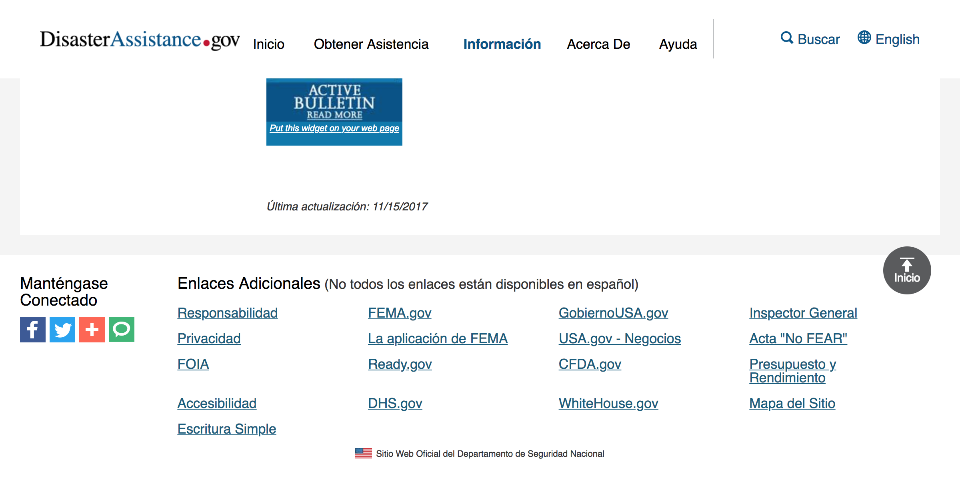 DisasterAssistance.gov
Inicio
Obtener Asistencia
Información
Acerca De
Ayuda
Buscar
English
ACTIVE
BULLETIN
READ MORE
Put this widget on your web page
Última actualización: 11/15/2017
Inicio
Manténgase
Conectado
Enlaces Adicionales (No todos los enlaces están disponibles en español)
Responsabilidad
FEMA.gov
GobiernoUSA.gov
Inspector General
Privacidad
La aplicación de FEMA
USA.gov - Negocios
Acta "No FEAR"
FOIA
Ready.gov
CFDA.gov
Presupuesto y
Rendimiento
Accesibilidad
DHS.gov
WhiteHouse.gov
Mapa del Sitio
Escritura Simple
Sitio Web Oficial del Departamento de Seguridad Nacional